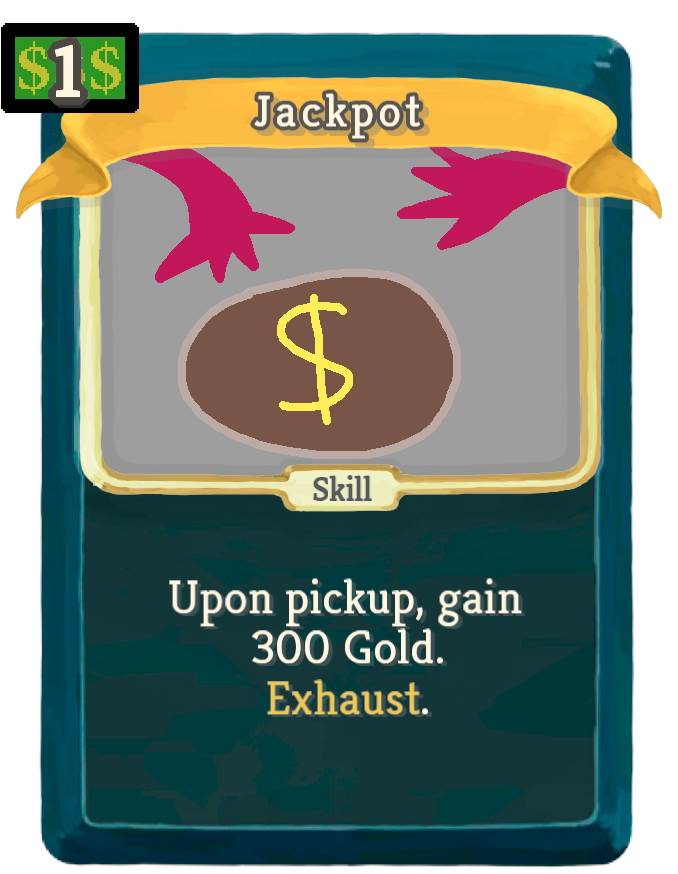 $1$
Jackpot
$
Skill
Upon pickup, gain
300 Gold.
Exhaust.